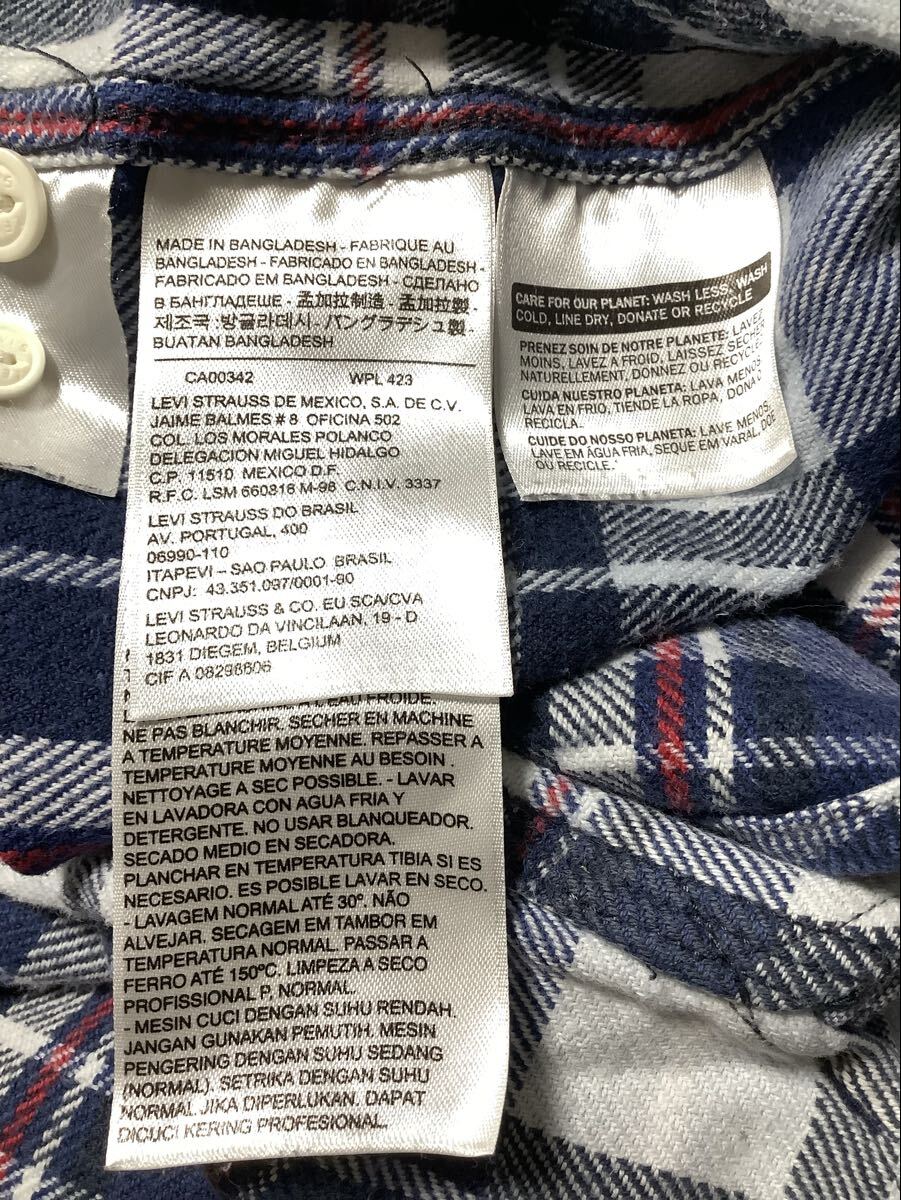 MADE IN BANGLADESH - FABRIQUE AU
BANGLADESH - FABRICADO EN BANGLADESH -
FABRICADO EM BANGLADESH - СДЕЛАНО
В БАНГЛАДЕШЕ - 孟加拉制造 - 孟加拉製 -
제조국 :방글라데시 - バングラデシュ製 -
BUATAN BANGLADESH
CA00342 WPL 423
LEVI STRAUSS DE MEXICO, S.A. DE C.V.
JAIME BALMES # 8 OFICINA 502
COL. LOS MORALES POLANCO
DELEGACION MIGUEL HIDALGO
C.P. 11510 MEXICO D.F.
R.F.C. LSM 660816 M-98 C.N.I.V. 3337
LEVI STRAUSS DO BRASIL
AV. PORTUGAL, 400
06990-110
ITAPEVI – SAO PAULO BRASIL
CNPJ: 43.351.097/0001-90
LEVI STRAUSS & CO. EU SCA/CVA
LEONARDO DA VINCILAAN, 19 - D
1831 DIEGEM, BELGIUM
CIF A 08298606
A L'EAU FROIDE.
NE PAS BLANCHIR. SECHER EN MACHINE
A TEMPERATURE MOYENNE. REPASSER A
TEMPERATURE MOYENNE AU BESOIN .
NETTOYAGE A SEC POSSIBLE. - LAVAR
EN LAVADORA CON AGUA FRIA Y
DETERGENTE. NO USAR BLANQUEADOR.
SECADO MEDIO EN SECADORA.
PLANCHAR EN TEMPERATURA TIBIA SI ES
NECESARIO. ES POSIBLE LAVAR EN SECO.
- LAVAGEM NORMAL ATÉ 30º. NÃO
ALVEJAR. SECAGEM EM TAMBOR EM
TEMPERATURA NORMAL. PASSAR A
FERRO ATÉ 150ºC. LIMPEZA A SECO
PROFISSIONAL P, NORMAL.
- MESIN CUCI DENGAN SUHU RENDAH.
JANGAN GUNAKAN PEMUTIH. MESIN
PENGERING DENGAN SUHU SEDANG
(NORMAL). SETRIKA DENGAN SUHU
NORMAL JIKA DIPERLUKAN. DAPAT
DICUCI KERING PROFESIONAL.
CARE FOR OUR PLANET: WASH LESS, WASH
COLD, LINE DRY, DONATE OR RECYCLE
PRENEZ SOIN DE NOTRE PLANETE: LAVEZ
MOINS, LAVEZ A FROID, LAISSEZ SECHER
NATURELLEMENT, DONNEZ OU RECYCLEZ
CUIDA NUESTRO PLANETA: LAVA MENOS,
LAVA EN FRIO, TIENDE LA ROPA, DONA O
RECICLA.
CUIDE DO NOSSO PLANETA: LAVE MENOS,
LAVE EM ÁGUA FRIA, SEQUE EM VARAL, DOE
OU RECICLE.